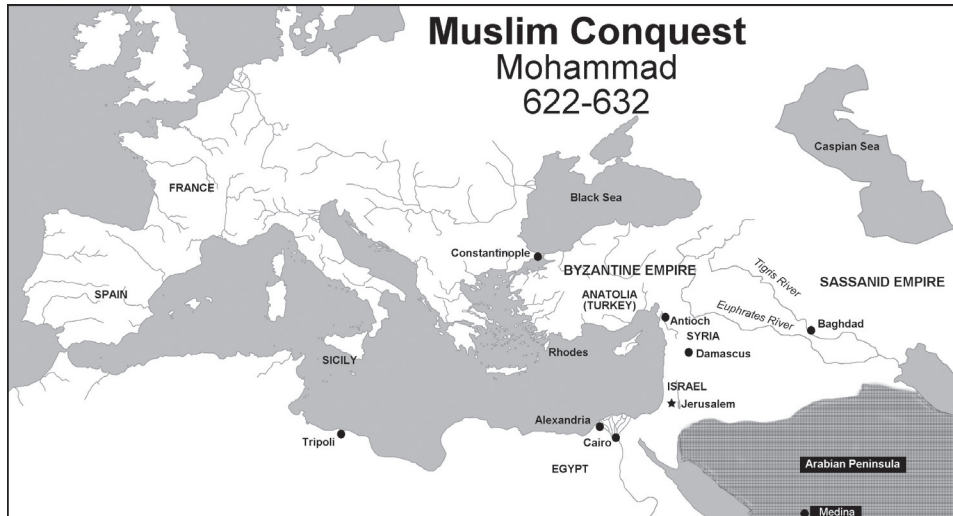 Muslim Conquest
Mohammad
622-632
Caspian Sea
FRANCE
Black Sea
Constantinople
BYZANTINE EMPIRE
Tigris River
SASSANID EMPIRE
SPAIN
ANATOLIA
(TURKEY)
Euphrates River
Antioch
Baghdad
SYRIA
SICILY
Rhodes
Damascus
ISRAEL
Jerusalem
Alexandria
Tripoli
Cairo
EGYPT
Arabian Peninsula
Medina